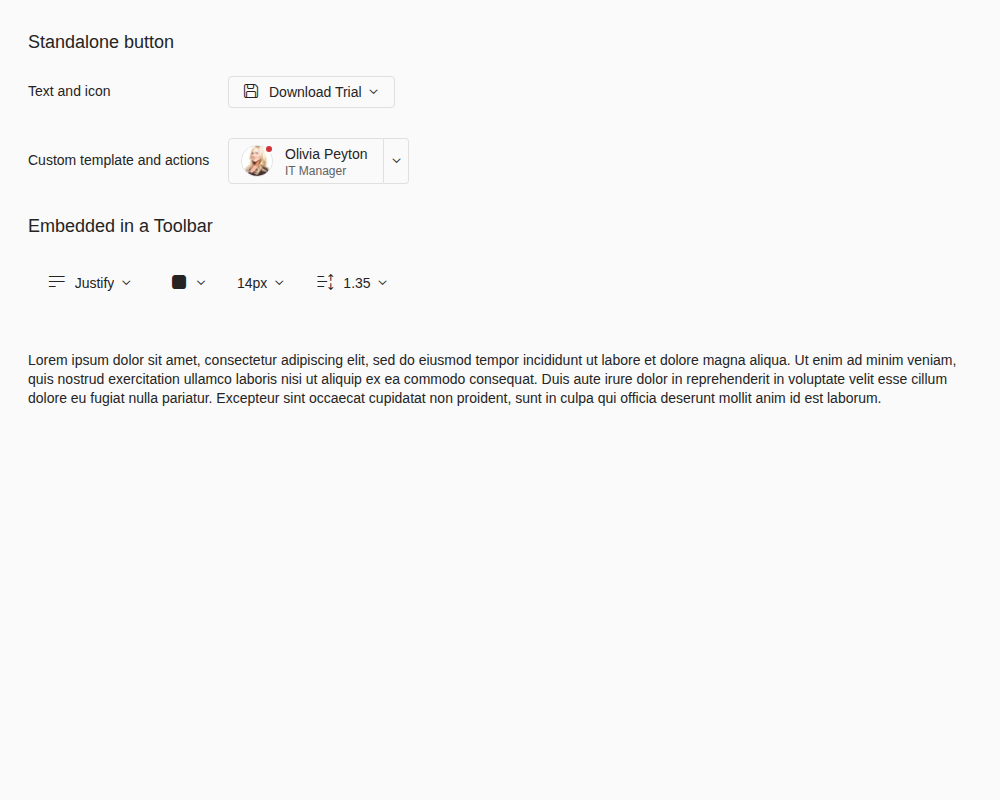 Standalone button
Text and icon
Download Trial
Custom template and actions
Olivia Peyton
IT Manager
Embedded in a Toolbar
Justify
14px
1.35
Lorem ipsum dolor sit amet, consectetur adipiscing elit, sed do eiusmod tempor incididunt ut labore et dolore magna aliqua. Ut enim ad minim veniam,
quis nostrud exercitation ullamco laboris nisi ut aliquip ex ea commodo consequat. Duis aute irure dolor in reprehenderit in voluptate velit esse cillum
dolore eu fugiat nulla pariatur. Excepteur sint occaecat cupidatat non proident, sunt in culpa qui officia deserunt mollit anim id est laborum.